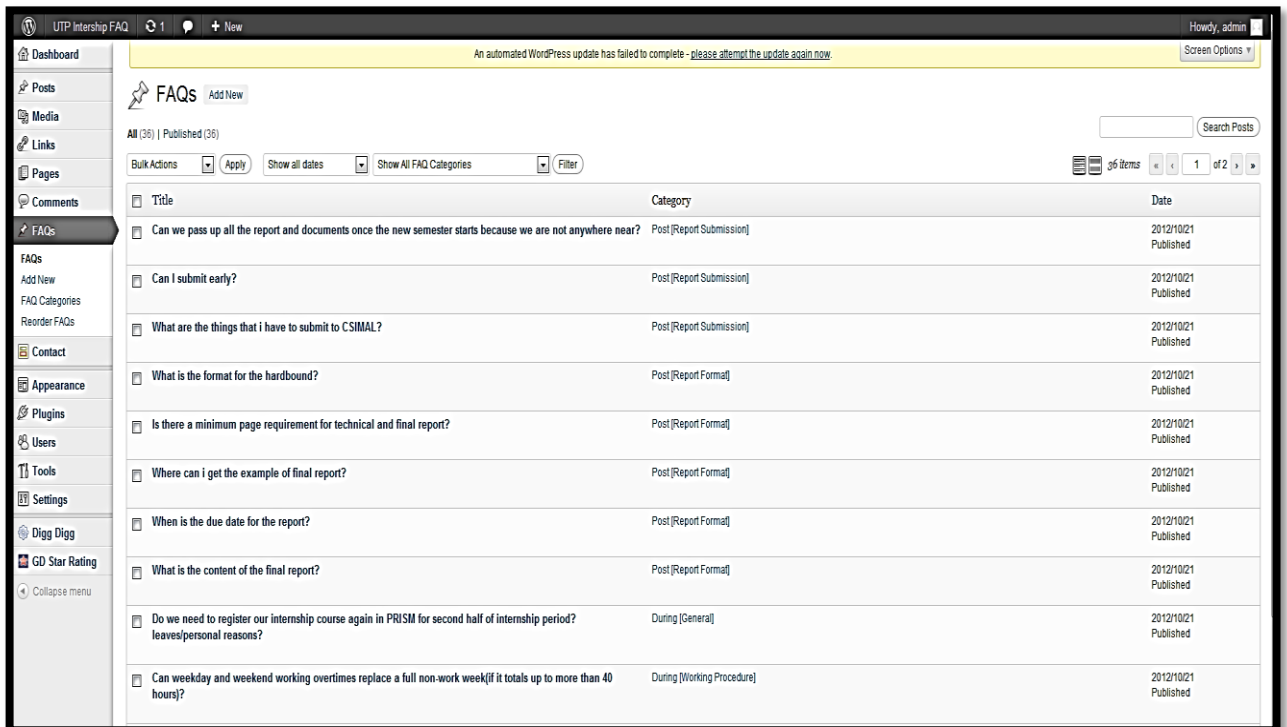 UTP Intership FAQ 1 + New Howdy, admin
An automated WordPress update has failed to complete - please attempt the update again now.
Screen Options
Dashboard
Posts
Media
Links
Pages
Comments
FAQs
FAQs
Add New
FAQ Categories
Reorder FAQs
Contact
Appearance
Plugins
Users
Tools
Settings
Digg Digg
GD Star Rating
Collapse menu
FAQs Add New
All (36) | Published (36)
Search Posts
Bulk Actions Apply Show all dates Show All FAQ Categories Filter 36 items « ‹ 1 of 2 › »
Title Category Date
Can we pass up all the report and documents once the new semester starts because we are not anywhere near? Post [Report Submission] 2012/10/21
Published
Can I submit early? Post [Report Submission] 2012/10/21
Published
What are the things that i have to submit to CSIMAL? Post [Report Submission] 2012/10/21
Published
What is the format for the hardbound? Post [Report Format] 2012/10/21
Published
Is there a minimum page requirement for technical and final report? Post [Report Format] 2012/10/21
Published
Where can i get the example of final report? Post [Report Format] 2012/10/21
Published
When is the due date for the report? Post [Report Format] 2012/10/21
Published
What is the content of the final report? Post [Report Format] 2012/10/21
Published
Do we need to register our internship course again in PRISM for second half of internship period? During [General] 2012/10/21
leaves/personal reasons? Published
Can weekday and weekend working overtimes replace a full non-work week(if it totals up to more than 40 During [Working Procedure] 2012/10/21
hours)? Published